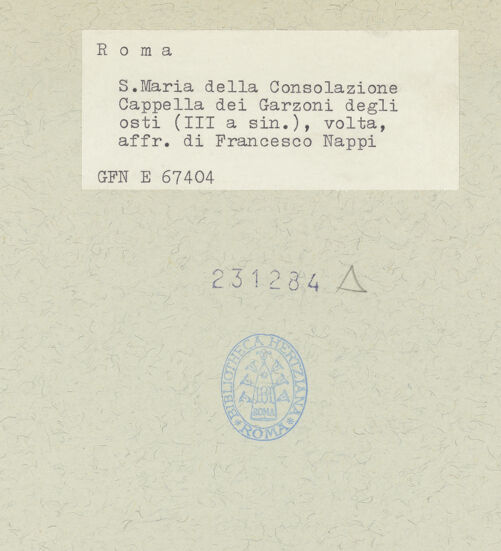 R o m a
S.Maria della Consolazione
Cappella dei Garzoni degli
osti (III a sin.), volta,
affr. di Francesco Nappi
GFN E 67404
231284 Δ
BIBLIOTHECA HERTZIANA
ROMA
* ROMA *